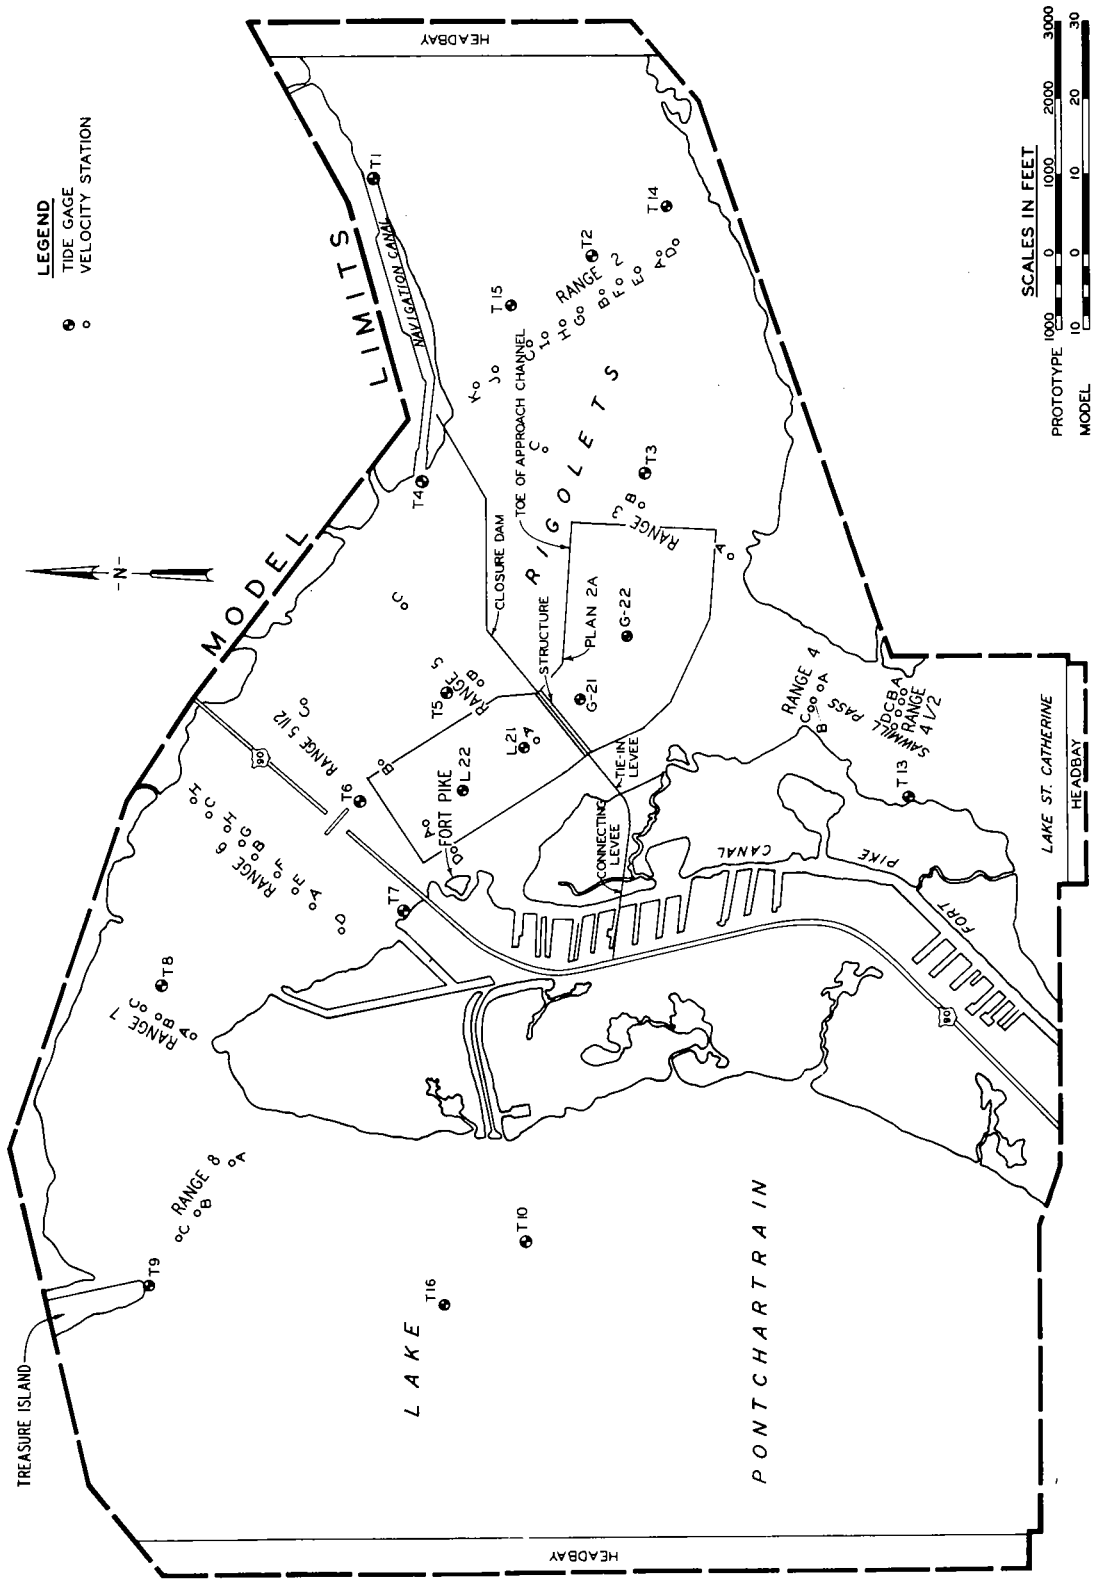 LEGEND
TIDE GAGE
VELOCITY STATION
-N-
MODEL LIMITS
HEADBAY
TREASURE ISLAND
T9
RANGE 8
C
B
A
T8
RANGE 7
C
B
A
RANGE 6
H
C
H
G
B
F
E
A
D
90
RANGE 5 1/2
C
B
A
D
T6
T7
FORT PIKE
L 22
L21
A
T5
RANGE 5
B
C
T4
NAVIGATION CANAL
T1
CLOSURE DAM
STRUCTURE
TOE OF APPROACH CHANNEL
RIGOLETS
PLAN 2A
G-21
G-22
TIE-IN
LEVEE
CONNECTING
LEVEE
RANGE 3
C
B
A
T3
T15
T2
T14
RANGE 2
K
J
C
I
H
G
B
F
E
A
D
RANGE 4
C
B
A
SAWMILL PASS
DCBA
RANGE
4 1/2
T13
CANAL
PIKE
FORT
90
LAKE ST. CATHERINE
HEADBAY
T16
T10
LAKE
PONTCHARTRAIN
HEADBAY
SCALES IN FEET
PROTOTYPE 1000 0 1000 2000 3000
MODEL 10 0 10 20 30